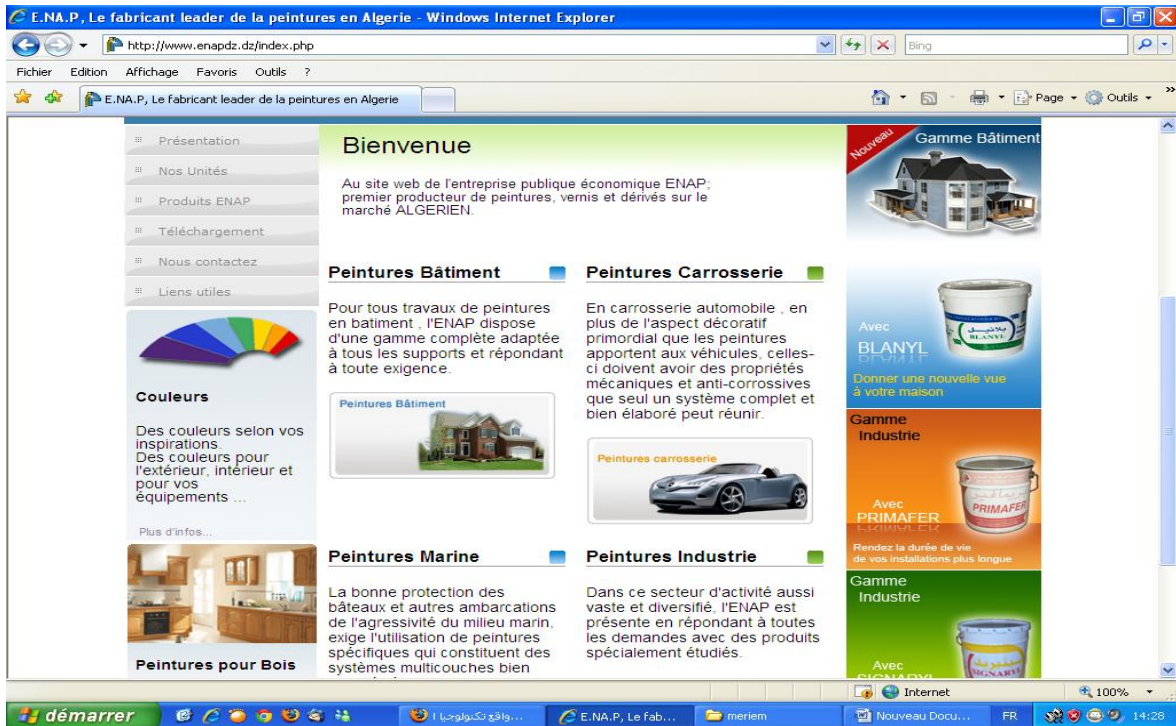 E.NA.P, Le fabricant leader de la peintures en Algerie - Windows Internet Explorer
http://www.enapdz.dz/index.php
Bing
Fichier Edition Affichage Favoris Outils ?
E.NA.P, Le fabricant leader de la peintures en Algerie
Page
Outils
Présentation
Nos Unités
Produits ENAP
Téléchargement
Nous contactez
Liens utiles
Couleurs
Des couleurs selon vos
inspirations.
Des couleurs pour
l'extérieur, intérieur et
pour vos
équipements ...
Plus d'infos...
Peintures pour Bois
Bienvenue
Au site web de l'entreprise publique économique ENAP;
premier producteur de peintures, vernis et dérivés sur le
marché ALGERIEN.
Peintures Bâtiment
Pour tous travaux de peintures
en batiment , l'ENAP dispose
d'une gamme complète adaptée
à tous les supports et répondant
à toute exigence.
Peintures Bâtiment
Peintures Carrosserie
En carrosserie automobile , en
plus de l'aspect décoratif
primordial que les peintures
apportent aux véhicules, celles-
ci doivent avoir des propriétés
mécaniques et anti-corrossives
que seul un système complet et
bien élaboré peut réunir.
Peintures carrosserie
Peintures Marine
La bonne protection des
bâteaux et autres ambarcations
de l'agressivité du milieu marin,
exige l'utilisation de peintures
spécifiques qui constituent des
systèmes multicouches bien
Peintures Industrie
Dans ce secteur d'activité aussi
vaste et diversifié, l'ENAP est
présente en répondant à toutes
les demandes avec des produits
spécialement étudiés.
Nouveau
Gamme Bâtiment
Avec
BLANYL
بلانيل
BLANYL
Donner une nouvelle vue
à votre maison
Gamme
Industrie
Avec
PRIMAFER
PRIMAFER
Rendez la durée de vie
de vos installations plus longue
Gamme
Industrie
Avec
SIGNARYL
SIGNARYL
Internet
100%
démarrer
واقع تكنولوجيا ا...
E.NA.P, Le fab...
meriem
Nouveau Docu...
FR
14:28